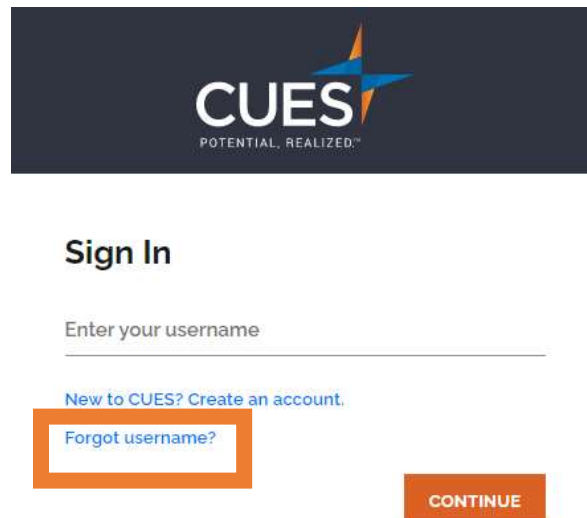 CUES
POTENTIAL, REALIZED.™
Sign In
Enter your username
New to CUES? Create an account.
Forgot username?
CONTINUE